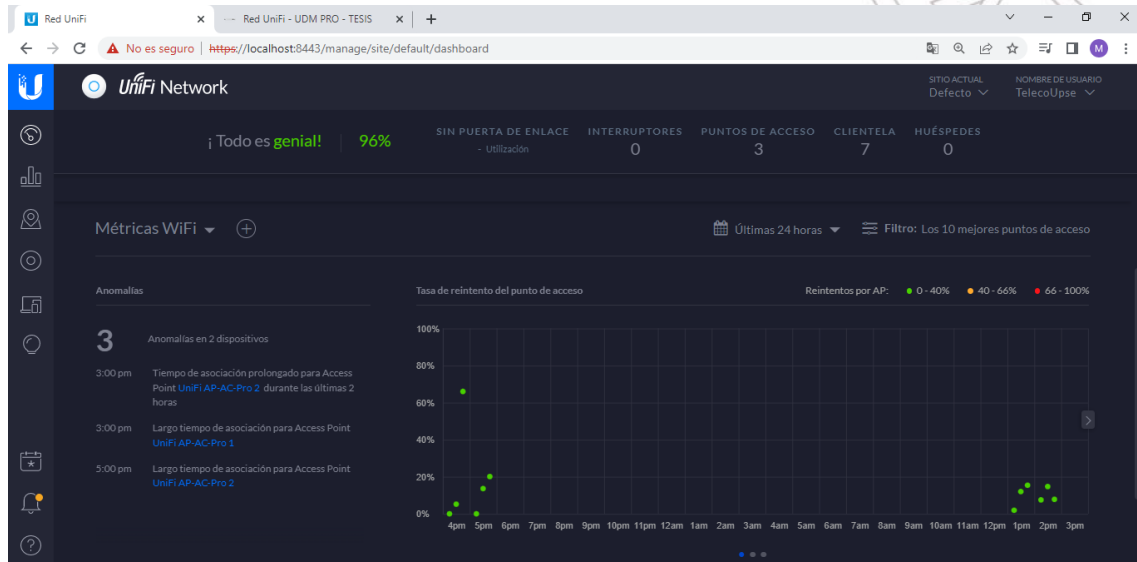 Red UniFi
Red UniFi - UDM PRO - TESIS
No es seguro | https://localhost:8443/manage/site/default/dashboard
M
UniFi Network
SITIO ACTUAL
Defecto
NOMBRE DE USUARIO
TelecoUpse
¡ Todo es genial! 96%
SIN PUERTA DE ENLACE
- Utilización
INTERRUPTORES
0
PUNTOS DE ACCESO
3
CLIENTELA
7
HUÉSPEDES
0
Métricas WiFi
Últimas 24 horas
Filtro: Los 10 mejores puntos de acceso
Anomalías
3 Anomalías en 2 dispositivos
3:00 pm Tiempo de asociación prolongado para Access
Point UniFi AP-AC-Pro 2 durante las últimas 2
horas
3:00 pm Largo tiempo de asociación para Access Point
UniFi AP-AC-Pro 1
5:00 pm Largo tiempo de asociación para Access Point
UniFi AP-AC-Pro 2
Tasa de reintento del punto de acceso
Reintentos por AP: 0 - 40% 40 - 66% 66 - 100%
100%
80%
60%
40%
20%
0%
4pm 5pm 6pm 7pm 8pm 9pm 10pm 11pm 12am 1am 2am 3am 4am 5am 6am 7am 8am 9am 10am 11am 12pm 1pm 2pm 3pm